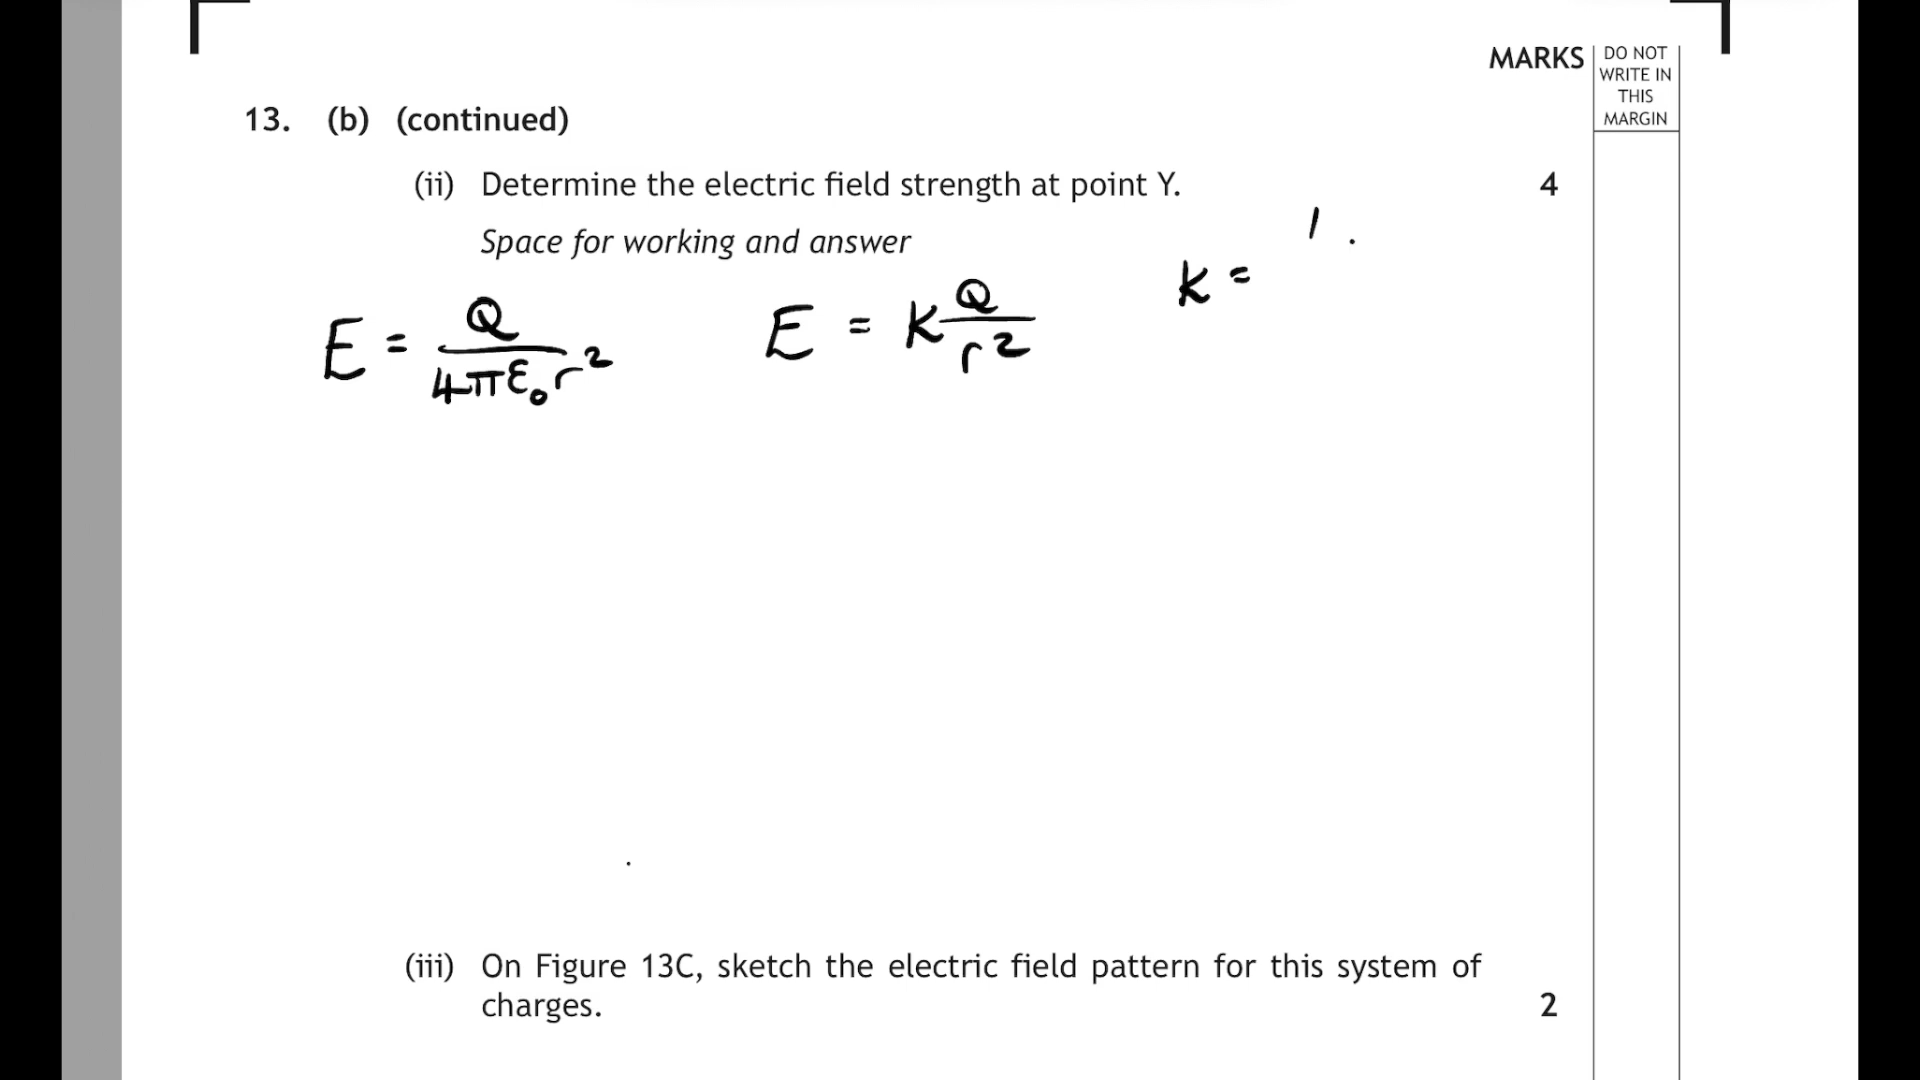 MARKS
DO NOT
WRITE IN
THIS
MARGIN
13. (b) (continued)
(ii) Determine the electric field strength at point Y. 4
Space for working and answer
E = Q / 4πε₀r² E = kQ / r² k = 1
(iii) On Figure 13C, sketch the electric field pattern for this system of
charges. 2